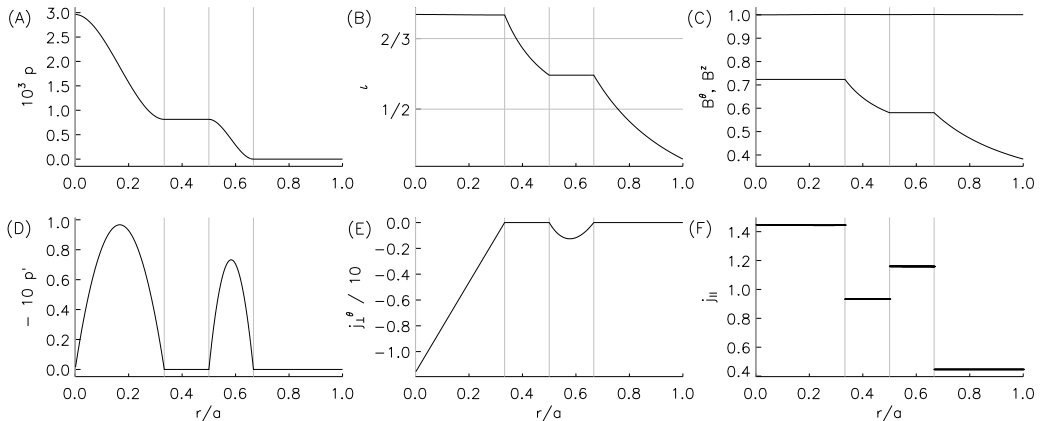 (A)
10³ p
3.0
2.5
2.0
1.5
1.0
0.5
0.0
0.0 0.2 0.4 0.6 0.8 1.0
(B)
ι
2/3
1/2
0.0 0.2 0.4 0.6 0.8 1.0
(C)
B^θ, B^z
1.0
0.9
0.8
0.7
0.6
0.5
0.4
0.0 0.2 0.4 0.6 0.8 1.0
(D)
− 10 p'
1.0
0.8
0.6
0.4
0.2
0.0
0.0 0.2 0.4 0.6 0.8 1.0
r/a
(E)
j⊥^θ / 10
0.0
−0.2
−0.4
−0.6
−0.8
−1.0
0.0 0.2 0.4 0.6 0.8 1.0
r/a
(F)
j||
1.4
1.2
1.0
0.8
0.6
0.4
0.0 0.2 0.4 0.6 0.8 1.0
r/a